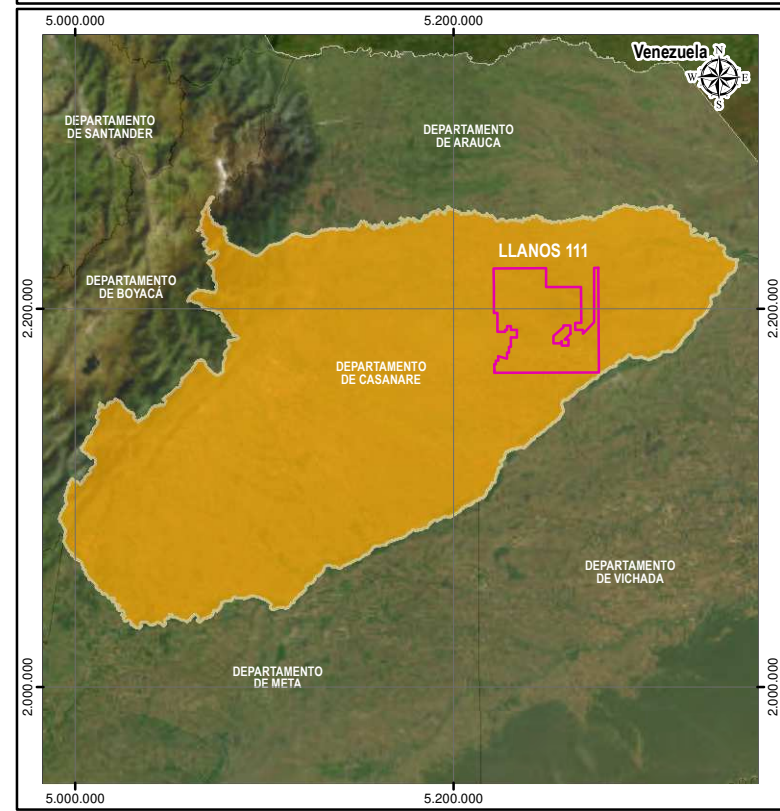 5.000.000
5.200.000
Venezuela
N
W
E
S
DEPARTAMENTO
DE SANTANDER
DEPARTAMENTO
DE ARAUCA
LLANOS 111
DEPARTAMENTO
DE BOYACÁ
2.200.000
2.200.000
DEPARTAMENTO
DE CASANARE
DEPARTAMENTO
DE VICHADA
DEPARTAMENTO
DE META
2.000.000
2.000.000
5.000.000
5.200.000